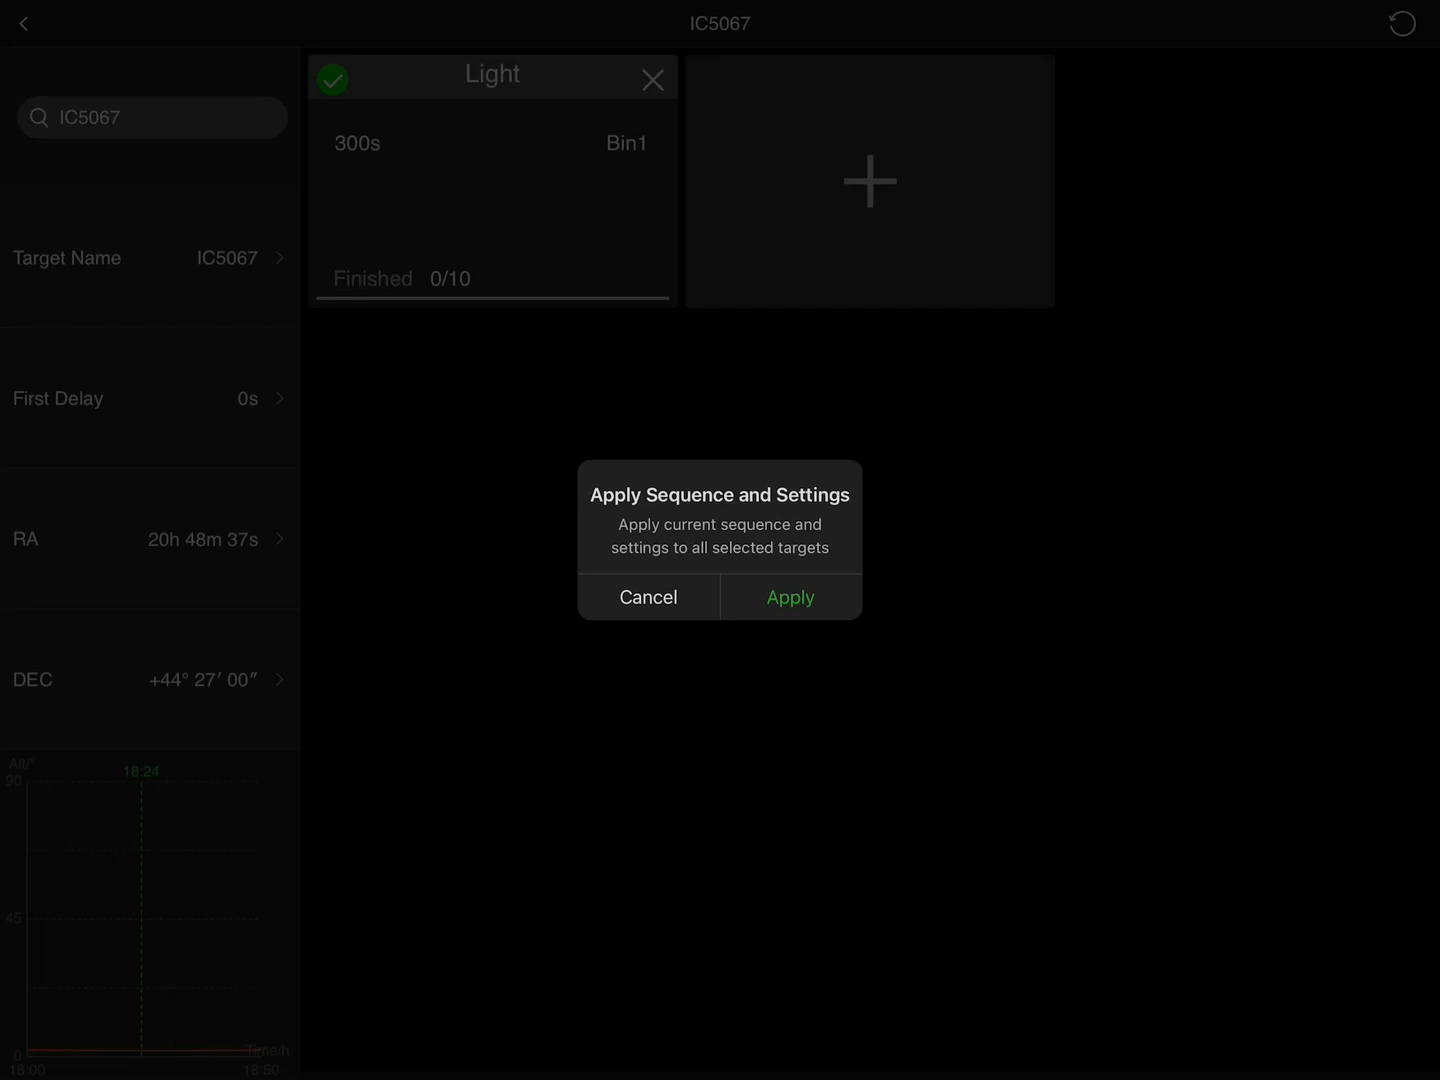 IC5067
IC5067
Light
300s Bin1
Finished 0/10
Target Name IC5067
First Delay 0s
Apply Sequence and Settings
Apply current sequence and
settings to all selected targets
Cancel Apply
RA 20h 48m 37s
DEC +44° 27′ 00″
Alt/°
90
18:24
45
0
Time/h
18:00 18:50